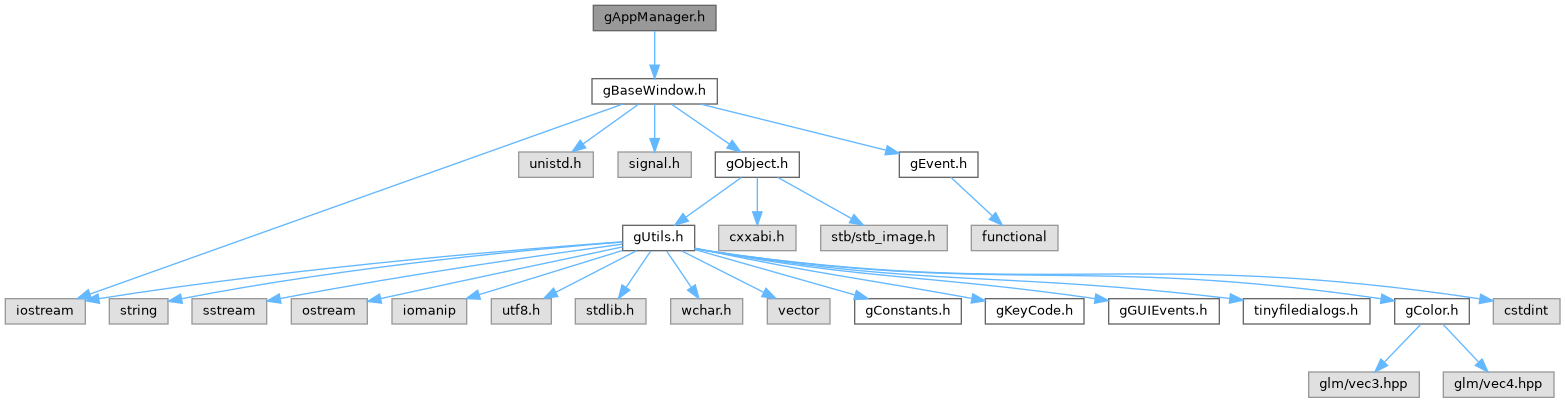 gAppManager.h
gBaseWindow.h
unistd.h
signal.h
gObject.h
gEvent.h
gUtils.h
cxxabi.h
stb/stb_image.h
functional
iostream
string
sstream
ostream
iomanip
utf8.h
stdlib.h
wchar.h
vector
gConstants.h
gKeyCode.h
gGUIEvents.h
tinyfiledialogs.h
gColor.h
cstdint
glm/vec3.hpp
glm/vec4.hpp